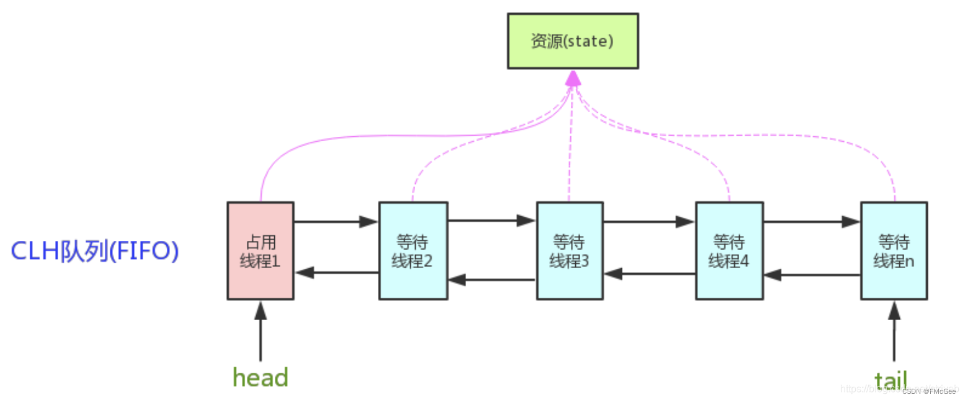 资源(state)
CLH队列(FIFO)
占用
线程1
等待
线程2
等待
线程3
等待
线程4
等待
线程n
head
tail
CSDN @FMcGee